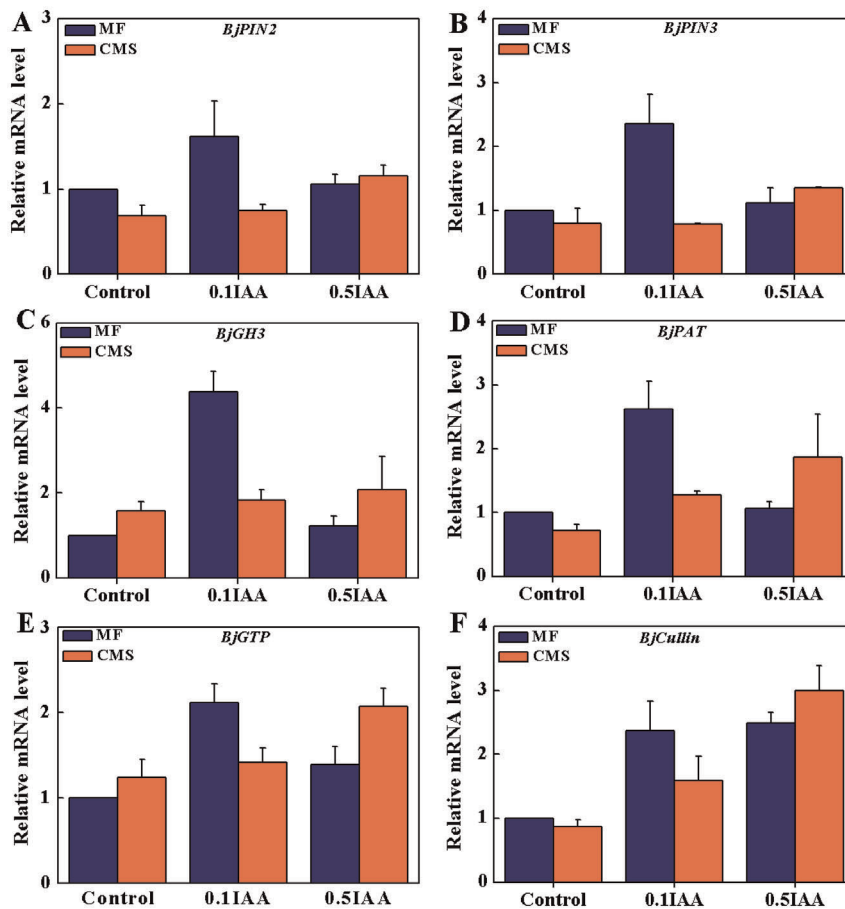 A
BjPIN2
MF
CMS
Relative mRNA level
3
2
1
0
Control 0.1IAA 0.5IAA
B
BjPIN3
MF
CMS
Relative mRNA level
4
3
2
1
0
Control 0.1IAA 0.5IAA
C
BjGH3
MF
CMS
Relative mRNA level
6
4
2
0
Control 0.1IAA 0.5IAA
D
BjPAT
MF
CMS
Relative mRNA level
4
3
2
1
0
Control 0.1IAA 0.5IAA
E
BjGTP
MF
CMS
Relative mRNA level
3
2
1
0
Control 0.1IAA 0.5IAA
F
BjCullin
MF
CMS
Relative mRNA level
4
3
2
1
0
Control 0.1IAA 0.5IAA